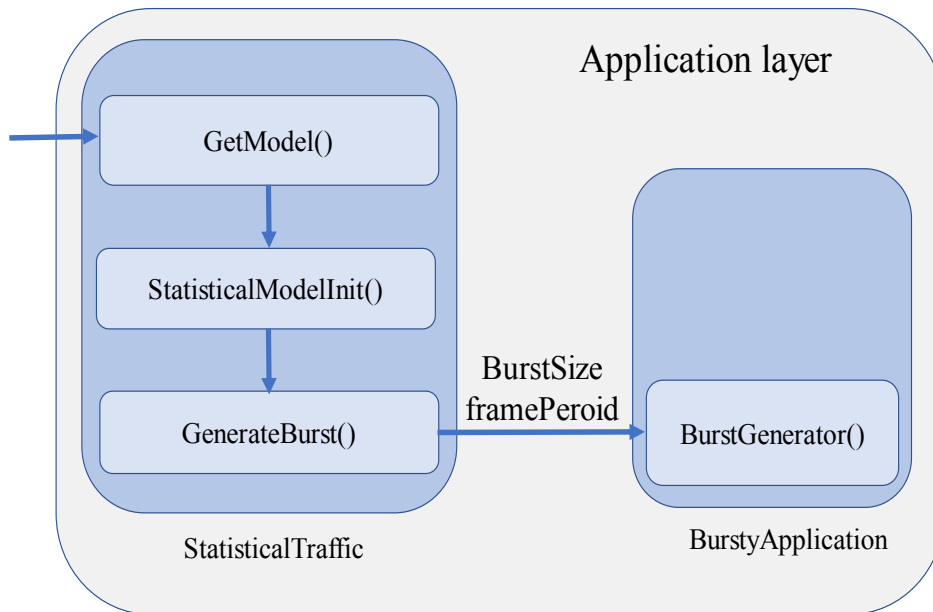 Application layer
GetModel()
StatisticalModelInit()
GenerateBurst()
BurstSize
framePeroid
BurstGenerator()
StatisticalTraffic
BurstyApplication